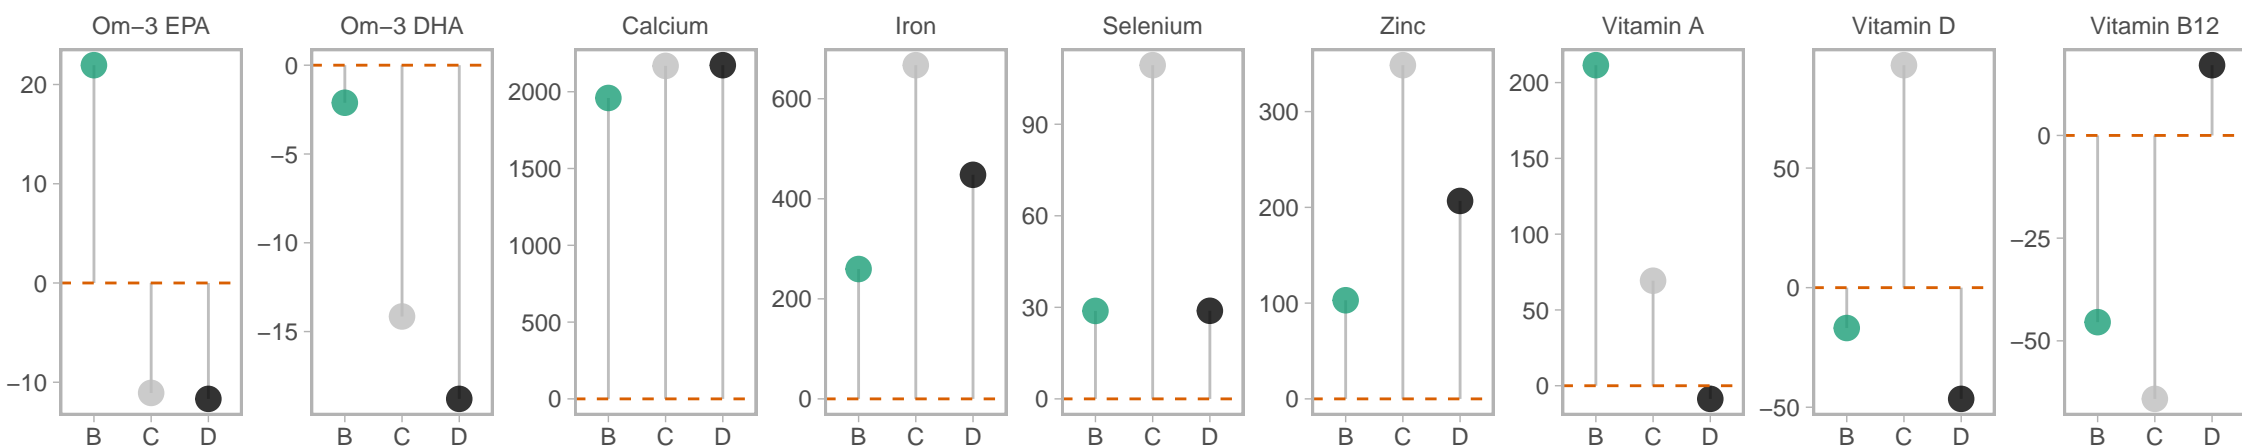 Om−3 EPA
20
10
0
−10
B C D
Om−3 DHA
0
−5
−10
−15
B C D
Calcium
2000
1500
1000
500
0
B C D
Iron
600
400
200
0
B C D
Selenium
90
60
30
0
B C D
Zinc
300
200
100
0
B C D
Vitamin A
200
150
100
50
0
B C D
Vitamin D
50
0
−50
B C D
Vitamin B12
0
−25
−50
B C D